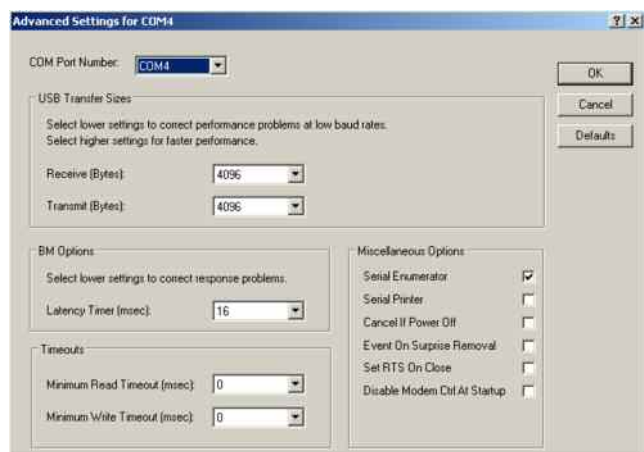 Advanced Settings for COM4
COM Port Number: COM4
OK
Cancel
Defaults
USB Transfer Sizes
Select lower settings to correct performance problems at low baud rates.
Select higher settings for faster performance.
Receive (Bytes): 4096
Transmit (Bytes): 4096
BM Options
Select lower settings to correct response problems.
Latency Timer (msec): 16
Timeouts
Minimum Read Timeout (msec): 0
Minimum Write Timeout (msec): 0
Miscellaneous Options
Serial Enumerator
Serial Printer
Cancel If Power Off
Event On Surprise Removal
Set RTS On Close
Disable Modem Ctrl At Startup